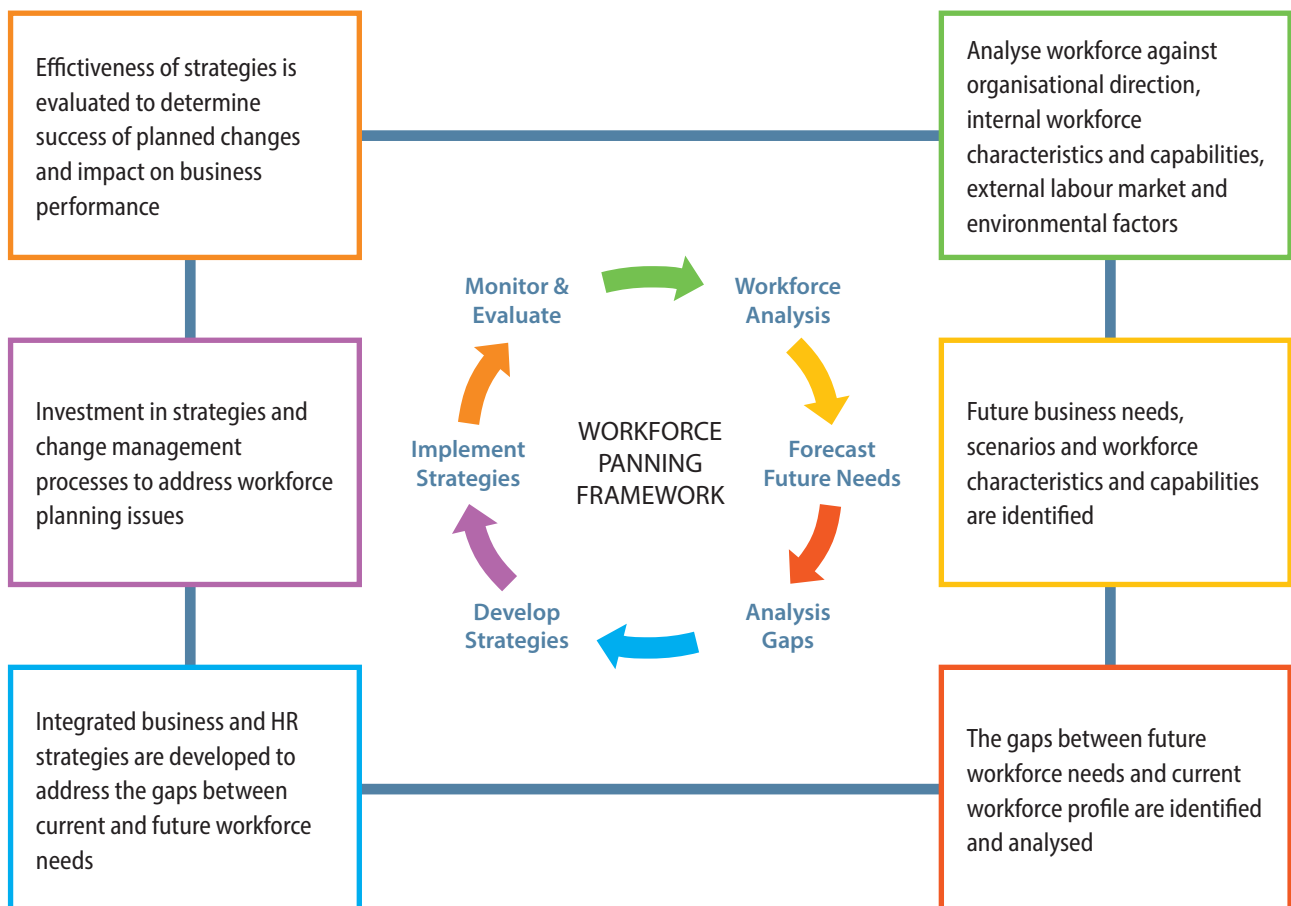 Effictiveness of strategies is
evaluated to determine
success of planned changes
and impact on business
performance
Analyse workforce against
organisational direction,
internal workforce
characteristics and capabilities,
external labour market and
environmental factors
Monitor &
Evaluate
Workforce
Analysis
Investment in strategies and
change management
processes to address workforce
planning issues
Implement
Strategies
WORKFORCE
PANNING
FRAMEWORK
Forecast
Future Needs
Future business needs,
scenarios and workforce
characteristics and capabilities
are identified
Develop
Strategies
Analysis
Gaps
Integrated business and HR
strategies are developed to
address the gaps between
current and future workforce
needs
The gaps between future
workforce needs and current
workforce profile are identified
and analysed